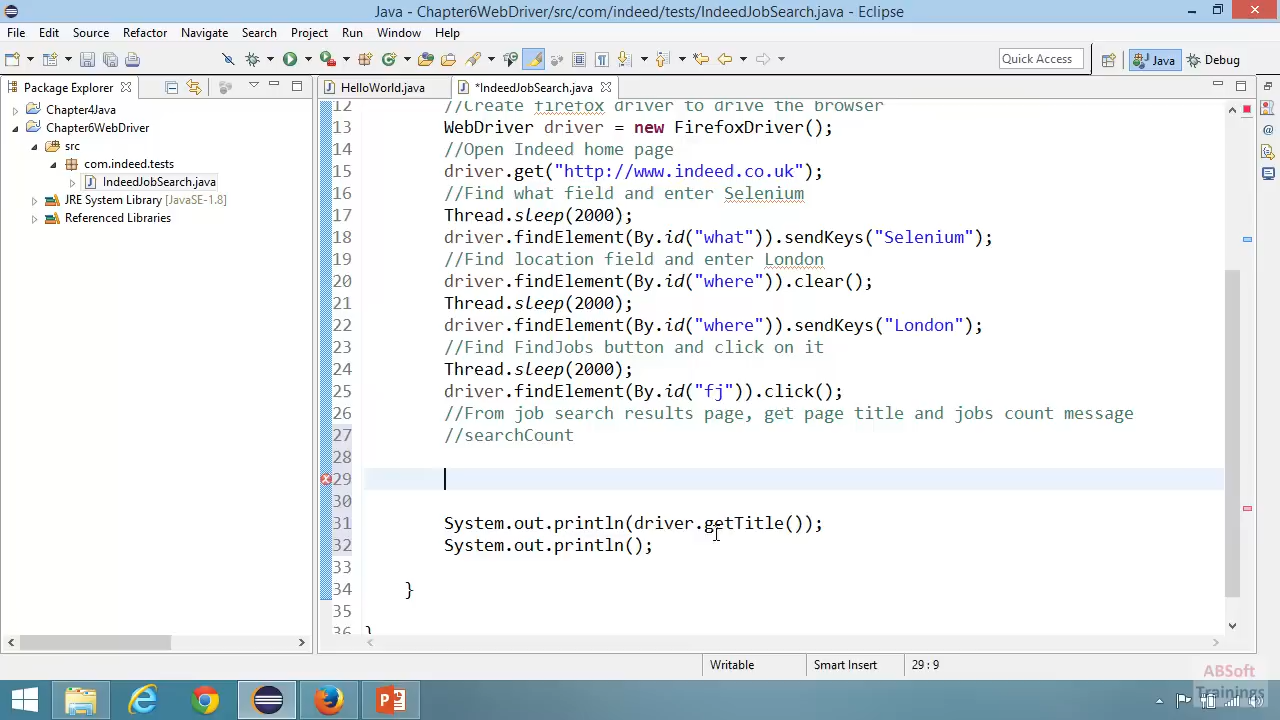 Java - Chapter6WebDriver/src/com/indeed/tests/IndeedJobSearch.java - Eclipse
File Edit Source Refactor Navigate Search Project Run Window Help
Quick Access
Java
Debug
Package Explorer
HelloWorld.java
*IndeedJobSearch.java
Chapter4Java
Chapter6WebDriver
src
com.indeed.tests
IndeedJobSearch.java
JRE System Library [JavaSE-1.8]
Referenced Libraries
12 //Create firefox driver to drive the browser
13 WebDriver driver = new FirefoxDriver();
14 //Open Indeed home page
15 driver.get("http://www.indeed.co.uk");
16 //Find what field and enter Selenium
17 Thread.sleep(2000);
18 driver.findElement(By.id("what")).sendKeys("Selenium");
19 //Find location field and enter London
20 driver.findElement(By.id("where")).clear();
21 Thread.sleep(2000);
22 driver.findElement(By.id("where")).sendKeys("London");
23 //Find FindJobs button and click on it
24 Thread.sleep(2000);
25 driver.findElement(By.id("fj")).click();
26 //From job search results page, get page title and jobs count message
27 //searchCount
28
29
30
31 System.out.println(driver.getTitle());
32 System.out.println();
33
34 }
35
36 }
Writable
Smart Insert
29 : 9
ABSoft
Trainings